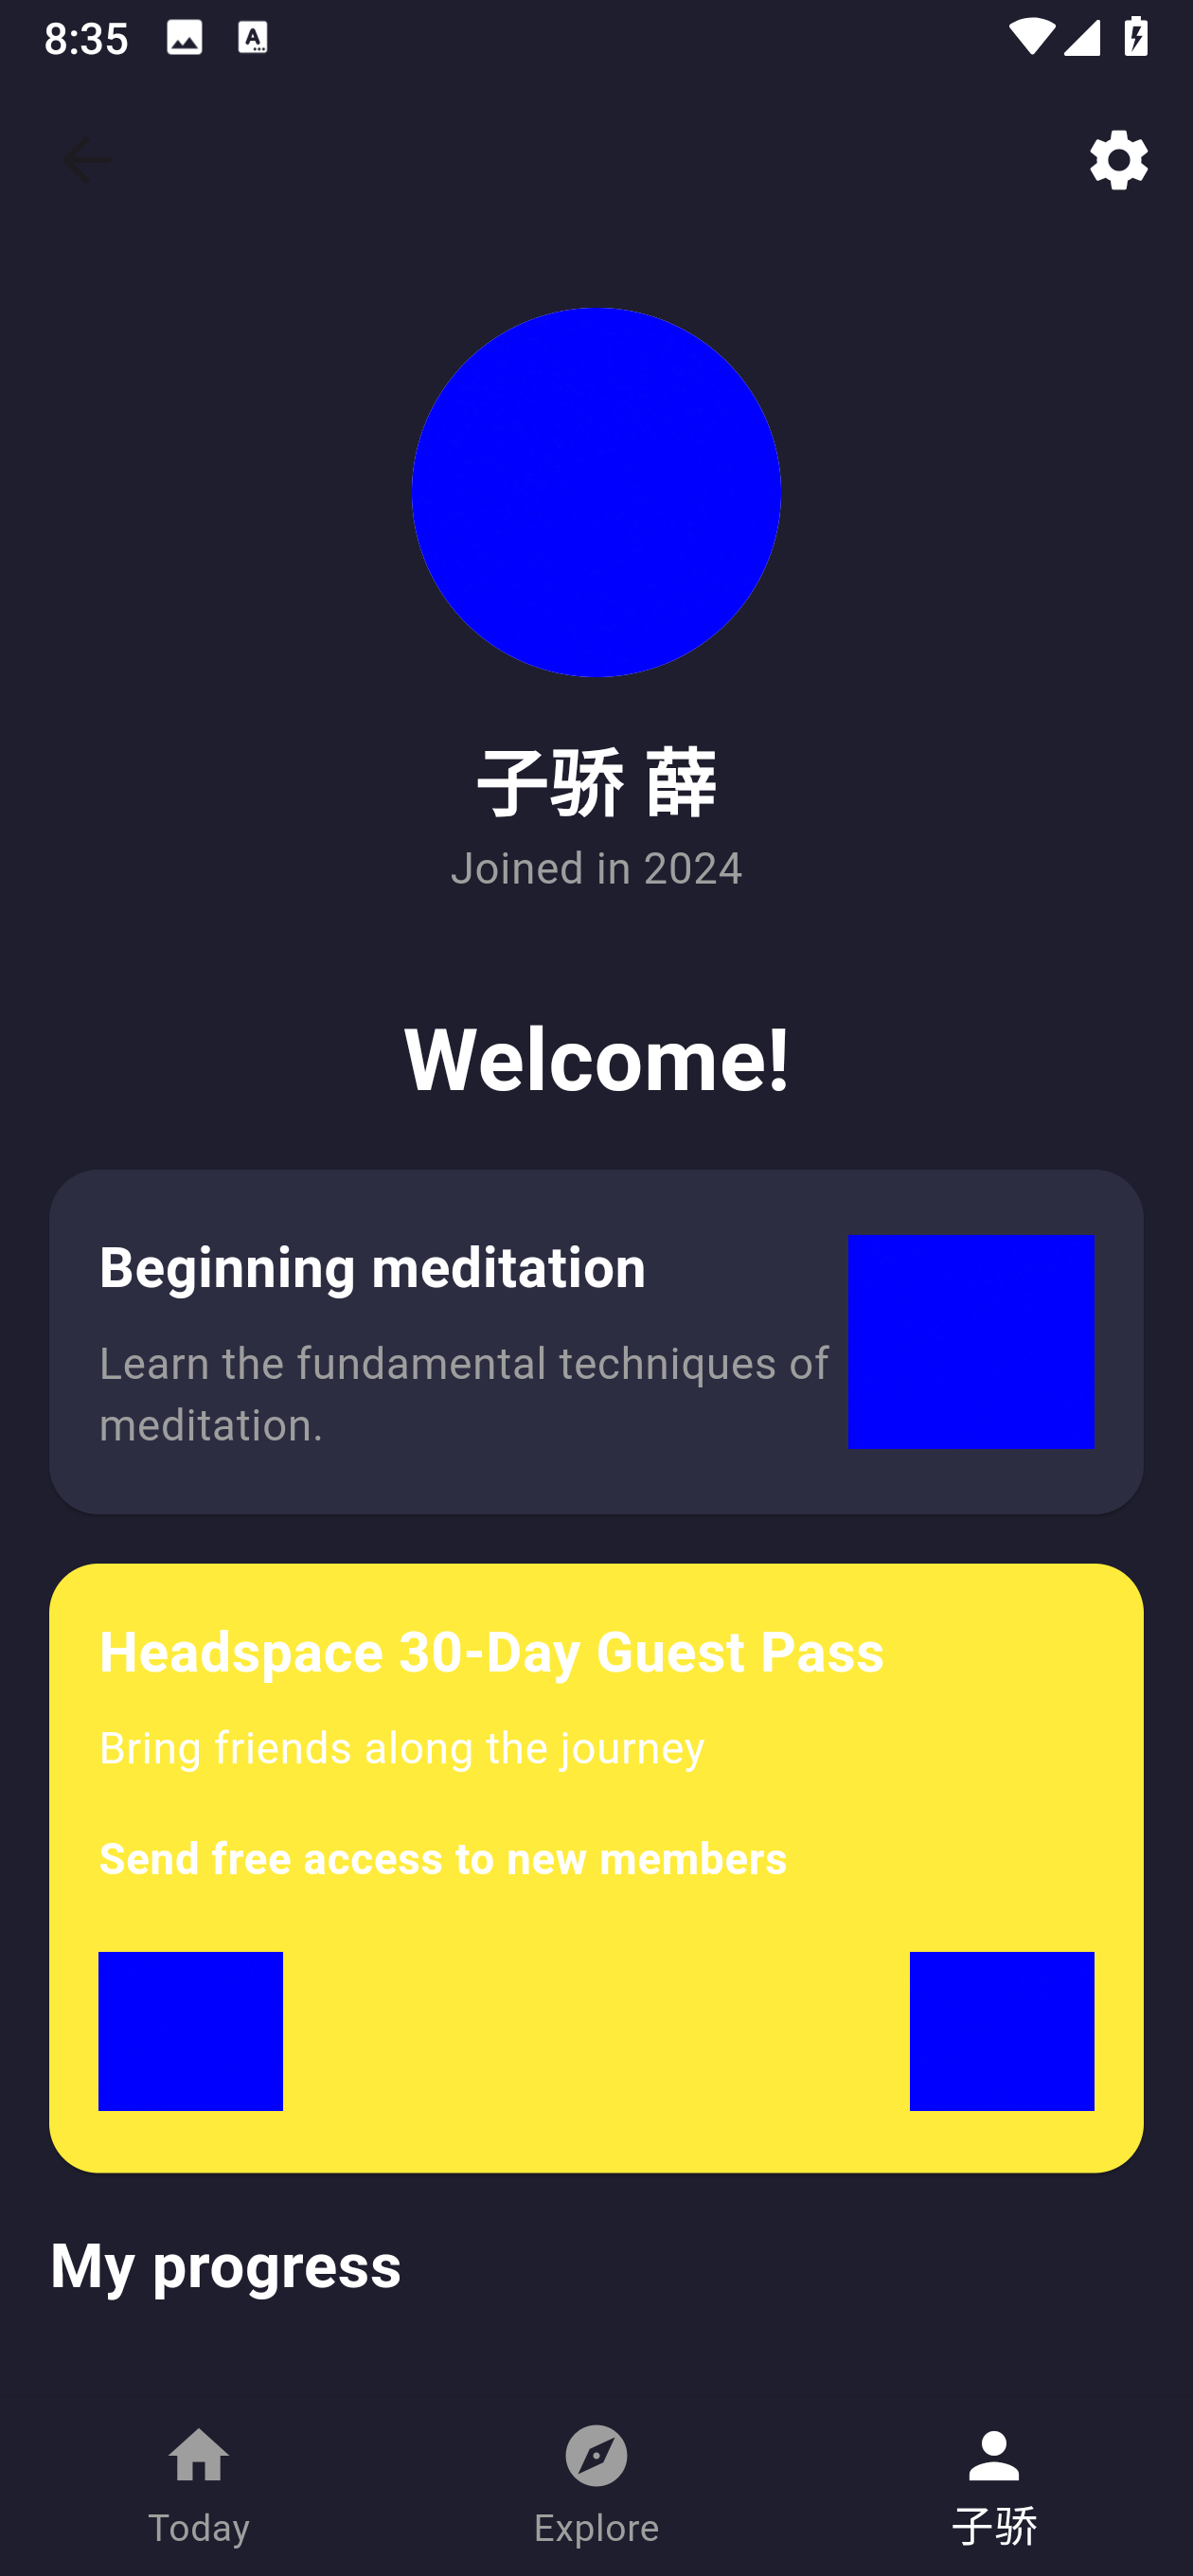 8:35
子骄 薛
Joined in 2024
Welcome!
Beginning meditation
Learn the fundamental techniques of
meditation.
Headspace 30-Day Guest Pass
Bring friends along the journey
Send free access to new members
My progress
Today
Explore
子骄